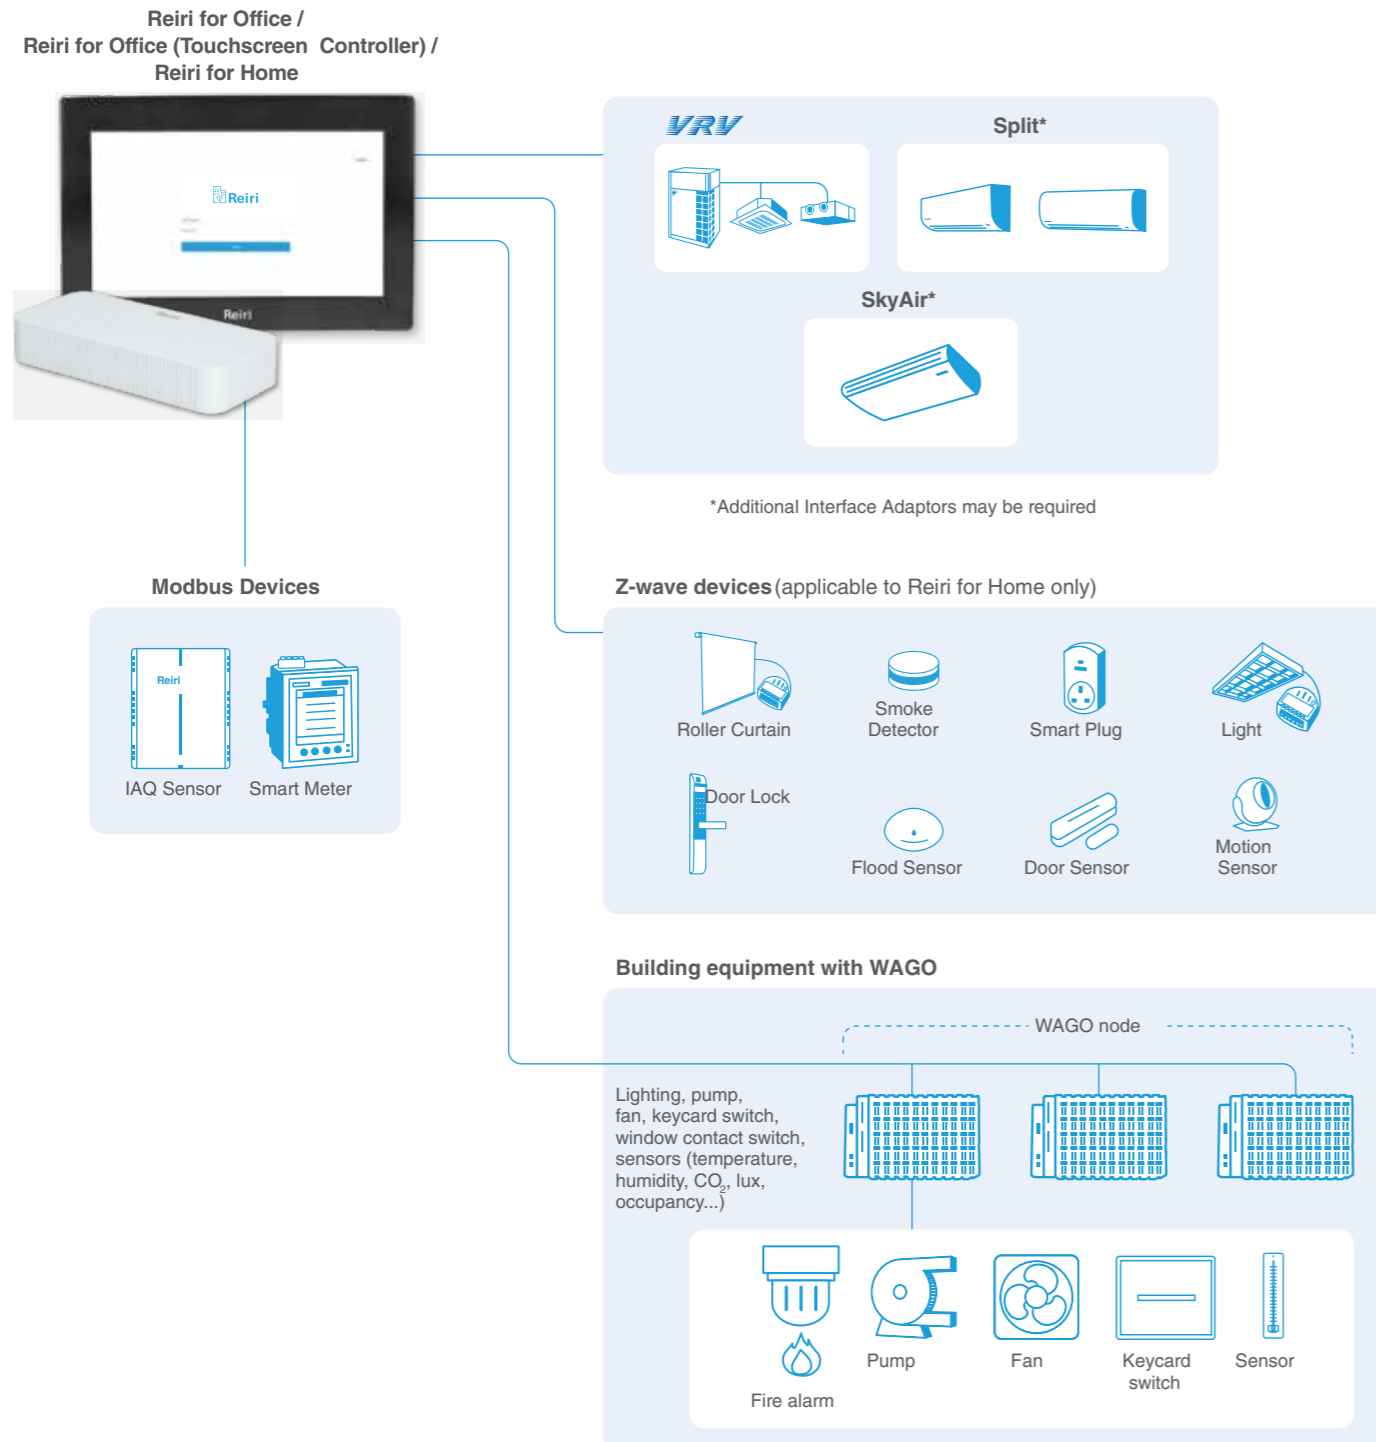 Reiri for Office /
Reiri for Office (Touchscreen Controller) /
Reiri for Home
Reiri
Reiri
VRV
Split*
SkyAir*
*Additional Interface Adaptors may be required
Modbus Devices
Reiri
IAQ Sensor
Smart Meter
Z-wave devices (applicable to Reiri for Home only)
Roller Curtain
Smoke
Detector
Smart Plug
Light
Door Lock
Flood Sensor
Door Sensor
Motion
Sensor
Building equipment with WAGO
WAGO node
Lighting, pump,
fan, keycard switch,
window contact switch,
sensors (temperature,
humidity, CO₂, lux,
occupancy...)
Fire alarm
Pump
Fan
Keycard
switch
Sensor